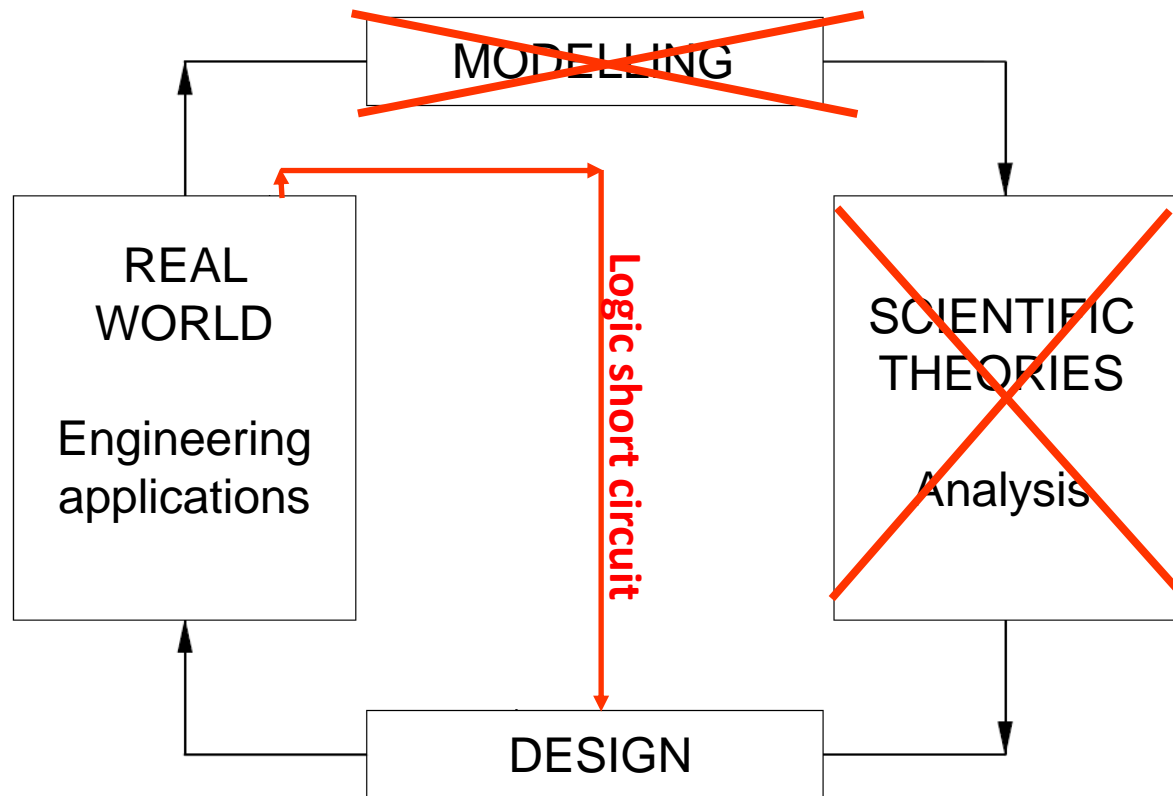 MODELLING
REAL
WORLD
Engineering
applications
Logic short circuit
SCIENTIFIC
THEORIES
Analysis
DESIGN